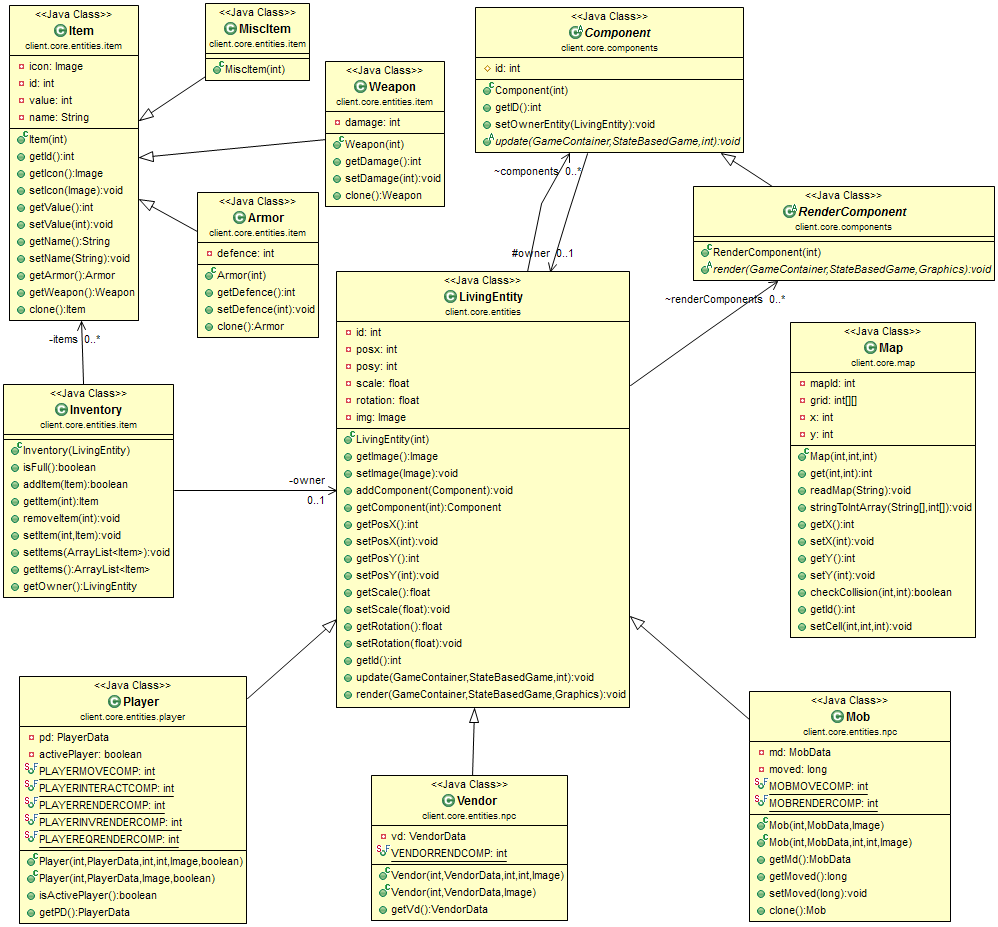 <<Java Class>>
Item
client.core.entities.item
icon: Image
id: int
value: int
name: String
Item(int)
getId():int
getIcon():Image
setIcon(Image):void
getValue():int
setValue(int):void
getName():String
setName(String):void
getArmor():Armor
getWeapon():Weapon
clone():Item
<<Java Class>>
MiscItem
client.core.entities.item
MiscItem(int)
<<Java Class>>
Weapon
client.core.entities.item
damage: int
Weapon(int)
getDamage():int
setDamage(int):void
clone():Weapon
<<Java Class>>
Armor
client.core.entities.item
defence: int
Armor(int)
getDefence():int
setDefence(int):void
clone():Armor
<<Java Class>>
Component
client.core.components
id: int
Component(int)
getID():int
setOwnerEntity(LivingEntity):void
update(GameContainer,StateBasedGame,int):void
~components 0..*
#owner 0..1
<<Java Class>>
RenderComponent
client.core.components
RenderComponent(int)
render(GameContainer,StateBasedGame,Graphics):void
~renderComponents 0..*
-items 0..*
<<Java Class>>
Inventory
client.core.entities.item
Inventory(LivingEntity)
isFull():boolean
addItem(Item):boolean
getItem(int):Item
removeItem(int):void
setItem(int,Item):void
setItems(ArrayList<Item>):void
getItems():ArrayList<Item>
getOwner():LivingEntity
-owner
0..1
<<Java Class>>
LivingEntity
client.core.entities
id: int
posx: int
posy: int
scale: float
rotation: float
img: Image
LivingEntity(int)
getImage():Image
setImage(Image):void
addComponent(Component):void
getComponent(int):Component
getPosX():int
setPosX(int):void
getPosY():int
setPosY(int):void
getScale():float
setScale(float):void
getRotation():float
setRotation(float):void
getId():int
update(GameContainer,StateBasedGame,int):void
render(GameContainer,StateBasedGame,Graphics):void
<<Java Class>>
Map
client.core.map
mapId: int
grid: int[][]
x: int
y: int
Map(int,int,int)
get(int,int):int
readMap(String):void
stringToIntArray(String[],int[]):void
getX():int
setX(int):void
getY():int
setY(int):void
checkCollision(int,int):boolean
getId():int
setCell(int,int,int):void
<<Java Class>>
Player
client.core.entities.player
pd: PlayerData
activePlayer: boolean
PLAYERMOVECOMP: int
PLAYERINTERACTCOMP: int
PLAYERRENDERCOMP: int
PLAYERINVRENDERCOMP: int
PLAYEREQRENDERCOMP: int
Player(int,PlayerData,int,int,Image,boolean)
Player(int,PlayerData,Image,boolean)
isActivePlayer():boolean
getPD():PlayerData
<<Java Class>>
Vendor
client.core.entities.npc
vd: VendorData
VENDORRENDCOMP: int
Vendor(int,VendorData,int,int,Image)
Vendor(int,VendorData,Image)
getVd():VendorData
<<Java Class>>
Mob
client.core.entities.npc
md: MobData
moved: long
MOBMOVECOMP: int
MOBRENDERCOMP: int
Mob(int,MobData,Image)
Mob(int,MobData,int,int,Image)
getMd():MobData
getMoved():long
setMoved(long):void
clone():Mob